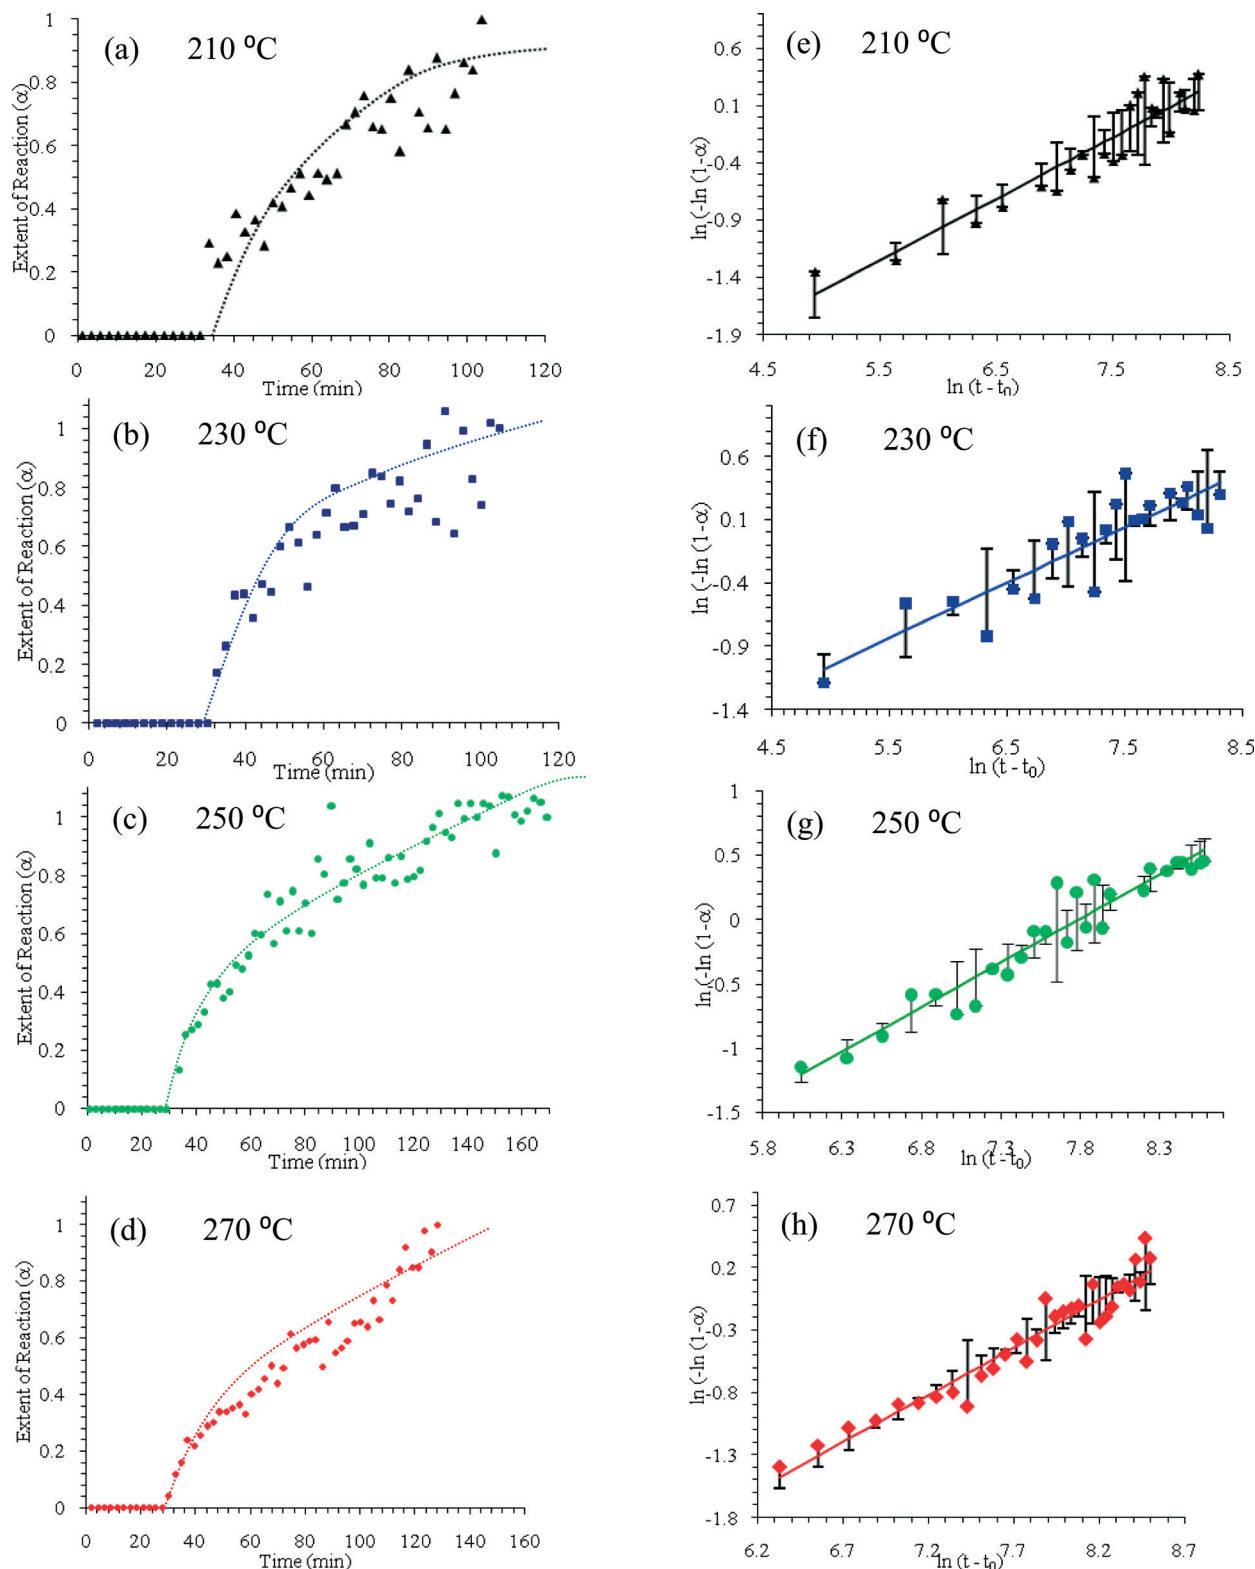 (a) 210 ⁰C
Extent of Reaction (α)
1
0.8
0.6
0.4
0.2
0
0 20 40 60 80 100 120
Time (min)
(e) 210 ⁰C
ln (-ln (1-α)
0.6
0.1
-0.4
-0.9
-1.4
-1.9
4.5 5.5 6.5 7.5 8.5
ln (t - t₀)
(b) 230 ⁰C
Extent of Reaction (α)
1
0.8
0.6
0.4
0.2
0
0 20 40 60 80 100 120
Time (min)
(f) 230 ⁰C
ln (-ln (1-α)
0.6
0.1
-0.4
-0.9
-1.4
4.5 5.5 6.5 7.5 8.5
ln (t - t₀)
(c) 250 ⁰C
Extent of Reaction (α)
1
0.8
0.6
0.4
0.2
0
0 20 40 60 80 100 120 140 160
Time (min)
(g) 250 ⁰C
ln (-ln (1-α)
1
0.5
0
-0.5
-1
-1.5
5.8 6.3 6.8 7.3 7.8 8.3
ln (t - t₀)
(d) 270 ⁰C
Extent of Reaction (α)
1
0.8
0.6
0.4
0.2
0
0 20 40 60 80 100 120 140 160
Time (min)
(h) 270 ⁰C
ln (-ln (1-α)
0.7
0.2
-0.3
-0.8
-1.3
-1.8
6.2 6.7 7.2 7.7 8.2 8.7
ln (t - t₀)